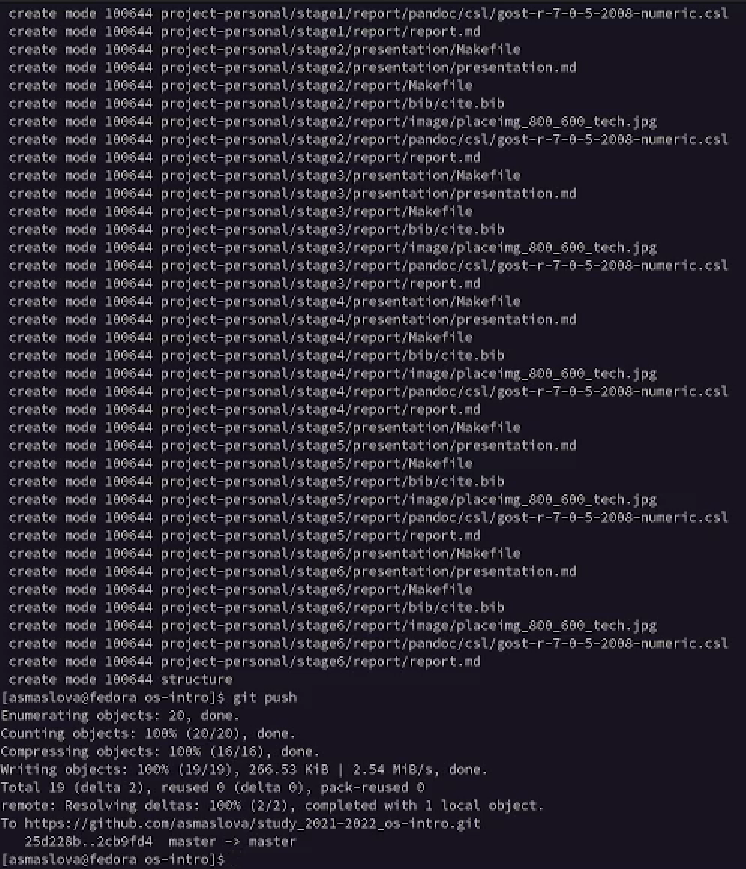 create mode 100644 project-personal/stage1/report/pandoc/csl/gost-r-7-0-5-2008-numeric.csl
create mode 100644 project-personal/stage1/report/report.md
create mode 100644 project-personal/stage2/presentation/Makefile
create mode 100644 project-personal/stage2/presentation/presentation.md
create mode 100644 project-personal/stage2/report/Makefile
create mode 100644 project-personal/stage2/report/bib/cite.bib
create mode 100644 project-personal/stage2/report/image/placeimg_800_600_tech.jpg
create mode 100644 project-personal/stage2/report/pandoc/csl/gost-r-7-0-5-2008-numeric.csl
create mode 100644 project-personal/stage2/report/report.md
create mode 100644 project-personal/stage3/presentation/Makefile
create mode 100644 project-personal/stage3/presentation/presentation.md
create mode 100644 project-personal/stage3/report/Makefile
create mode 100644 project-personal/stage3/report/bib/cite.bib
create mode 100644 project-personal/stage3/report/image/placeimg_800_600_tech.jpg
create mode 100644 project-personal/stage3/report/pandoc/csl/gost-r-7-0-5-2008-numeric.csl
create mode 100644 project-personal/stage3/report/report.md
create mode 100644 project-personal/stage4/presentation/Makefile
create mode 100644 project-personal/stage4/presentation/presentation.md
create mode 100644 project-personal/stage4/report/Makefile
create mode 100644 project-personal/stage4/report/bib/cite.bib
create mode 100644 project-personal/stage4/report/image/placeimg_800_600_tech.jpg
create mode 100644 project-personal/stage4/report/pandoc/csl/gost-r-7-0-5-2008-numeric.csl
create mode 100644 project-personal/stage4/report/report.md
create mode 100644 project-personal/stage5/presentation/Makefile
create mode 100644 project-personal/stage5/presentation/presentation.md
create mode 100644 project-personal/stage5/report/Makefile
create mode 100644 project-personal/stage5/report/bib/cite.bib
create mode 100644 project-personal/stage5/report/image/placeimg_800_600_tech.jpg
create mode 100644 project-personal/stage5/report/pandoc/csl/gost-r-7-0-5-2008-numeric.csl
create mode 100644 project-personal/stage5/report/report.md
create mode 100644 project-personal/stage6/presentation/Makefile
create mode 100644 project-personal/stage6/presentation/presentation.md
create mode 100644 project-personal/stage6/report/Makefile
create mode 100644 project-personal/stage6/report/bib/cite.bib
create mode 100644 project-personal/stage6/report/image/placeimg_800_600_tech.jpg
create mode 100644 project-personal/stage6/report/pandoc/csl/gost-r-7-0-5-2008-numeric.csl
create mode 100644 project-personal/stage6/report/report.md
create mode 100644 structure
[asmaslova@fedora os-intro]$ git push
Enumerating objects: 20, done.
Counting objects: 100% (20/20), done.
Compressing objects: 100% (16/16), done.
Writing objects: 100% (19/19), 266.53 KiB | 2.54 MiB/s, done.
Total 19 (delta 2), reused 0 (delta 0), pack-reused 0
remote: Resolving deltas: 100% (2/2), completed with 1 local object.
To https://github.com/asmaslova/study_2021-2022_os-intro.git
25d228b..2cb9fd4  master -> master
[asmaslova@fedora os-intro]$